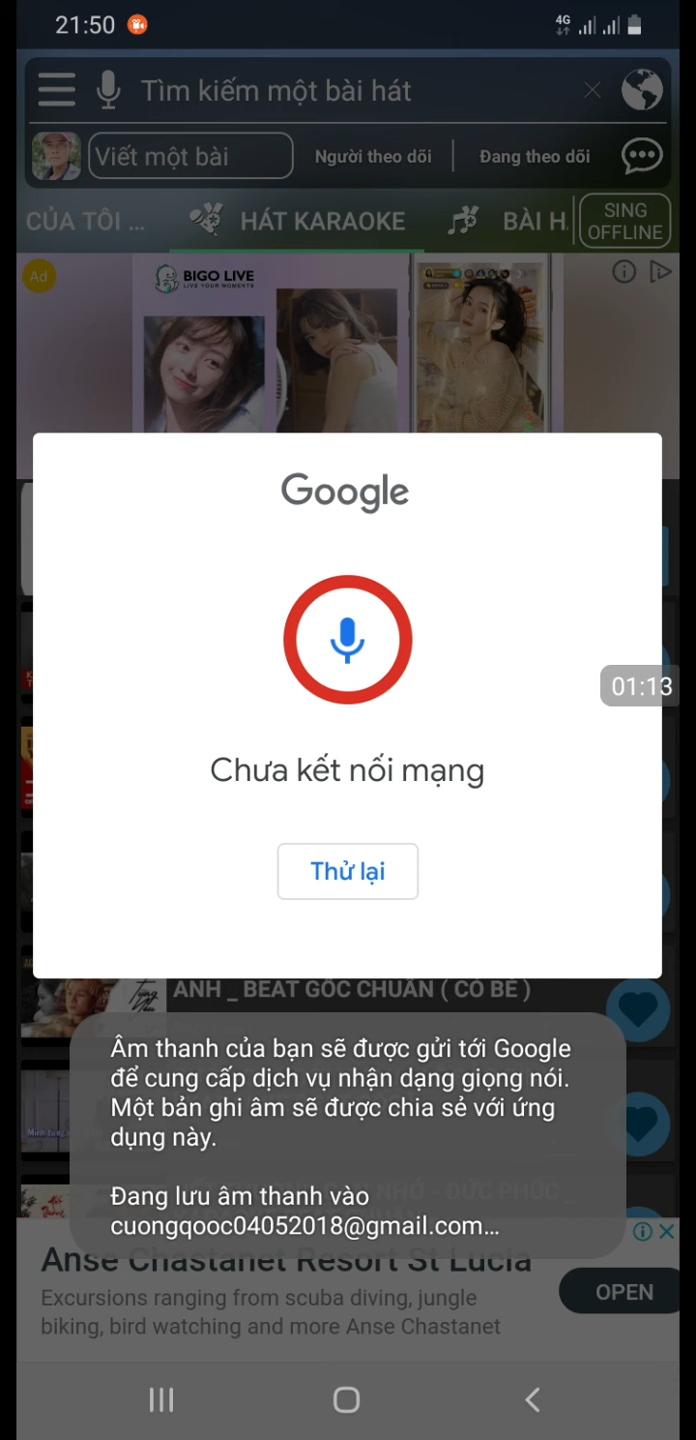 21:50
4G
Tìm kiếm một bài hát
Viết một bài
Người theo dõi
Đang theo dõi
CỦA TÔI ...
HÁT KARAOKE
BÀI H
SING
OFFLINE
Ad
BIGO LIVE
LIVE YOUR MOMENTS
Google
01:13
Chưa kết nối mạng
Thử lại
ANH _ BEAT GỐC CHUẨN ( CÓ BÈ )
Âm thanh của bạn sẽ được gửi tới Google
để cung cấp dịch vụ nhận dạng giọng nói.
Một bản ghi âm sẽ được chia sẻ với ứng
dụng này.
Đang lưu âm thanh vào
cuongqooc04052018@gmail.com…
Anse Chastanet Resort St Lucia
Excursions ranging from scuba diving, jungle
biking, bird watching and more Anse Chastanet
OPEN